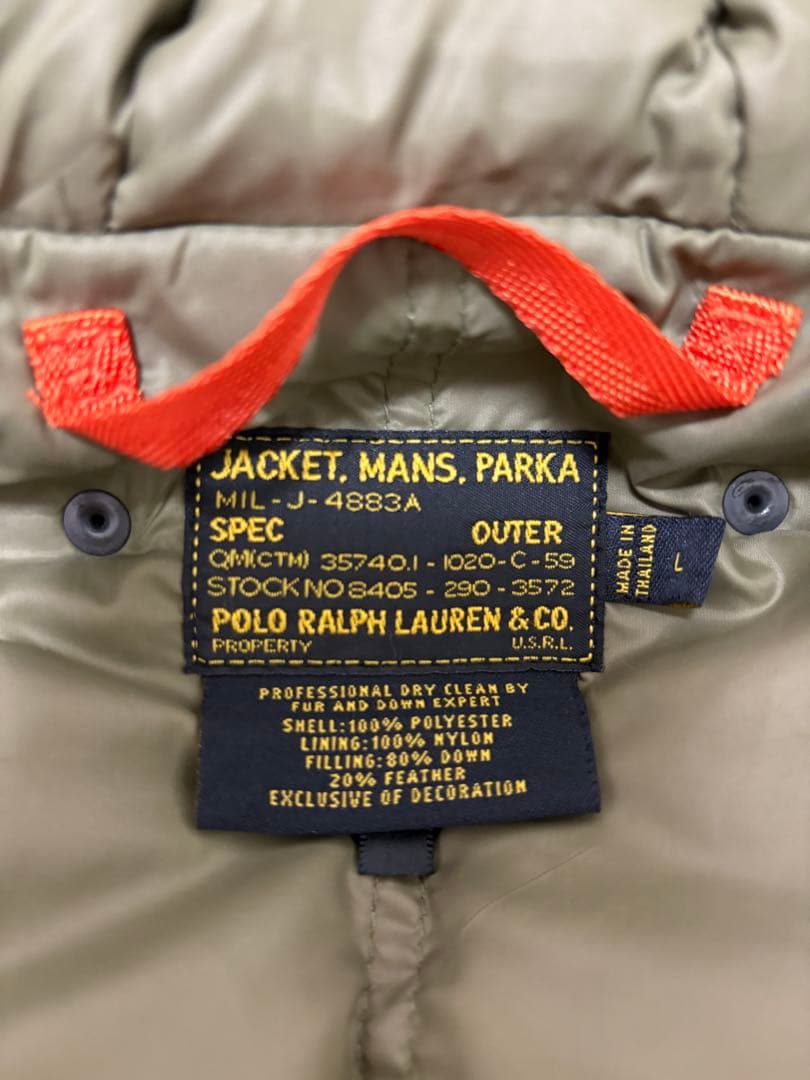 JACKET, MANS, PARKA
MIL-J-4883A
SPEC OUTER
QM(CTM) 35740.1-1020-C-59
STOCK NO 8405-290-3572
POLO RALPH LAUREN & CO.
PROPERTY U.S.R.L.
MADE IN
THAILAND
L
PROFESSIONAL DRY CLEAN BY
FUR AND DOWN EXPERT
SHELL:100% POLYESTER
LINING:100% NYLON
FILLING:80% DOWN
20% FEATHER
EXCLUSIVE OF DECORATION